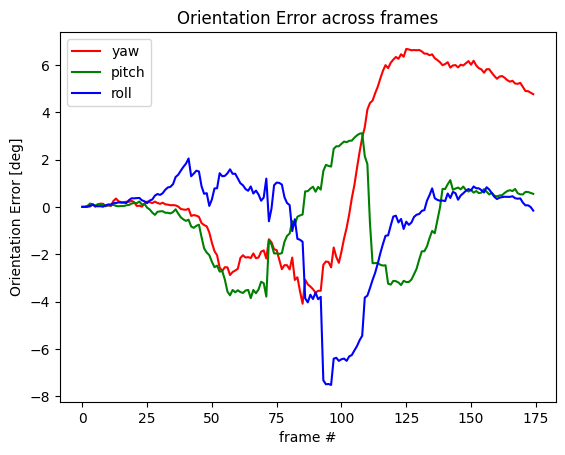 Orientation Error across frames
yaw
pitch
roll
Orientation Error [deg]
6
4
2
0
−2
−4
−6
−8
0
25
50
75
100
125
150
175
frame #